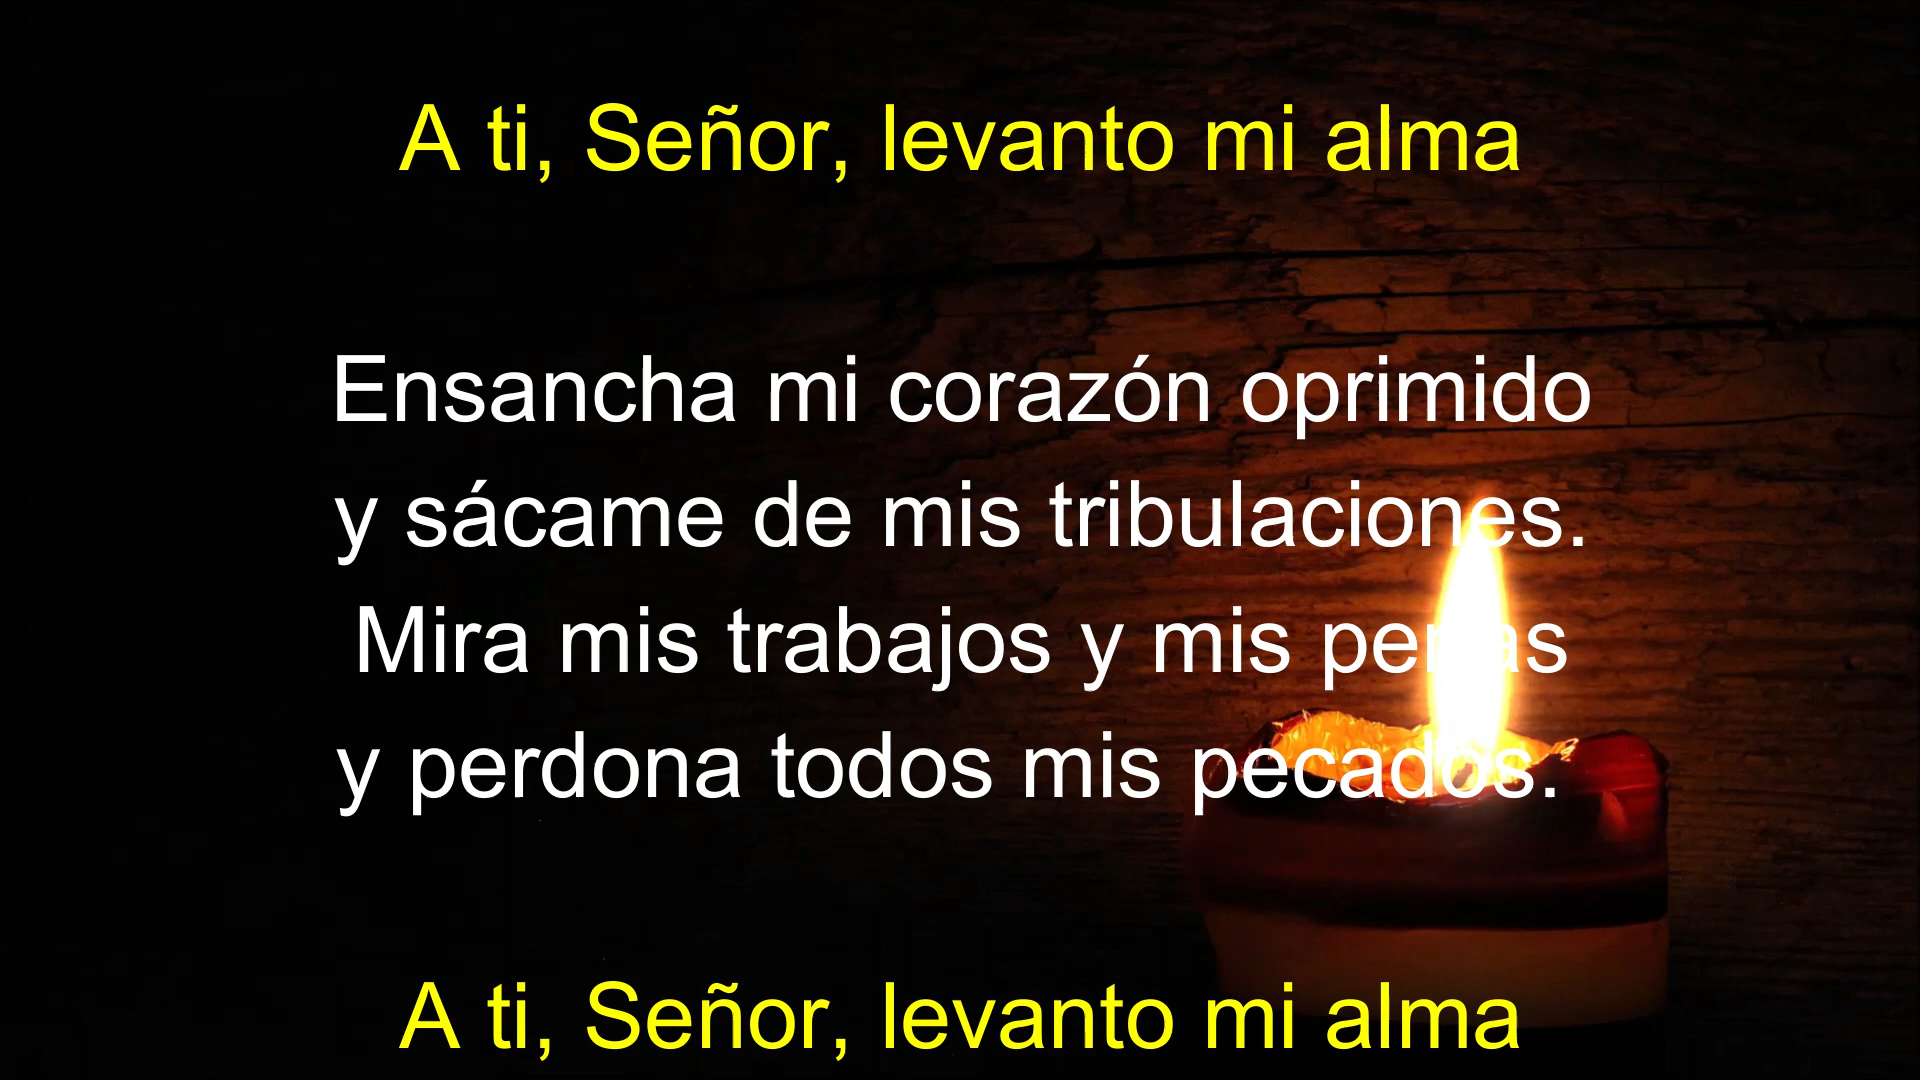 A ti, Señor, levanto mi alma
Ensancha mi corazón oprimido
y sácame de mis tribulaciones.
Mira mis trabajos y mis penas
y perdona todos mis pecados.
A ti, Señor, levanto mi alma